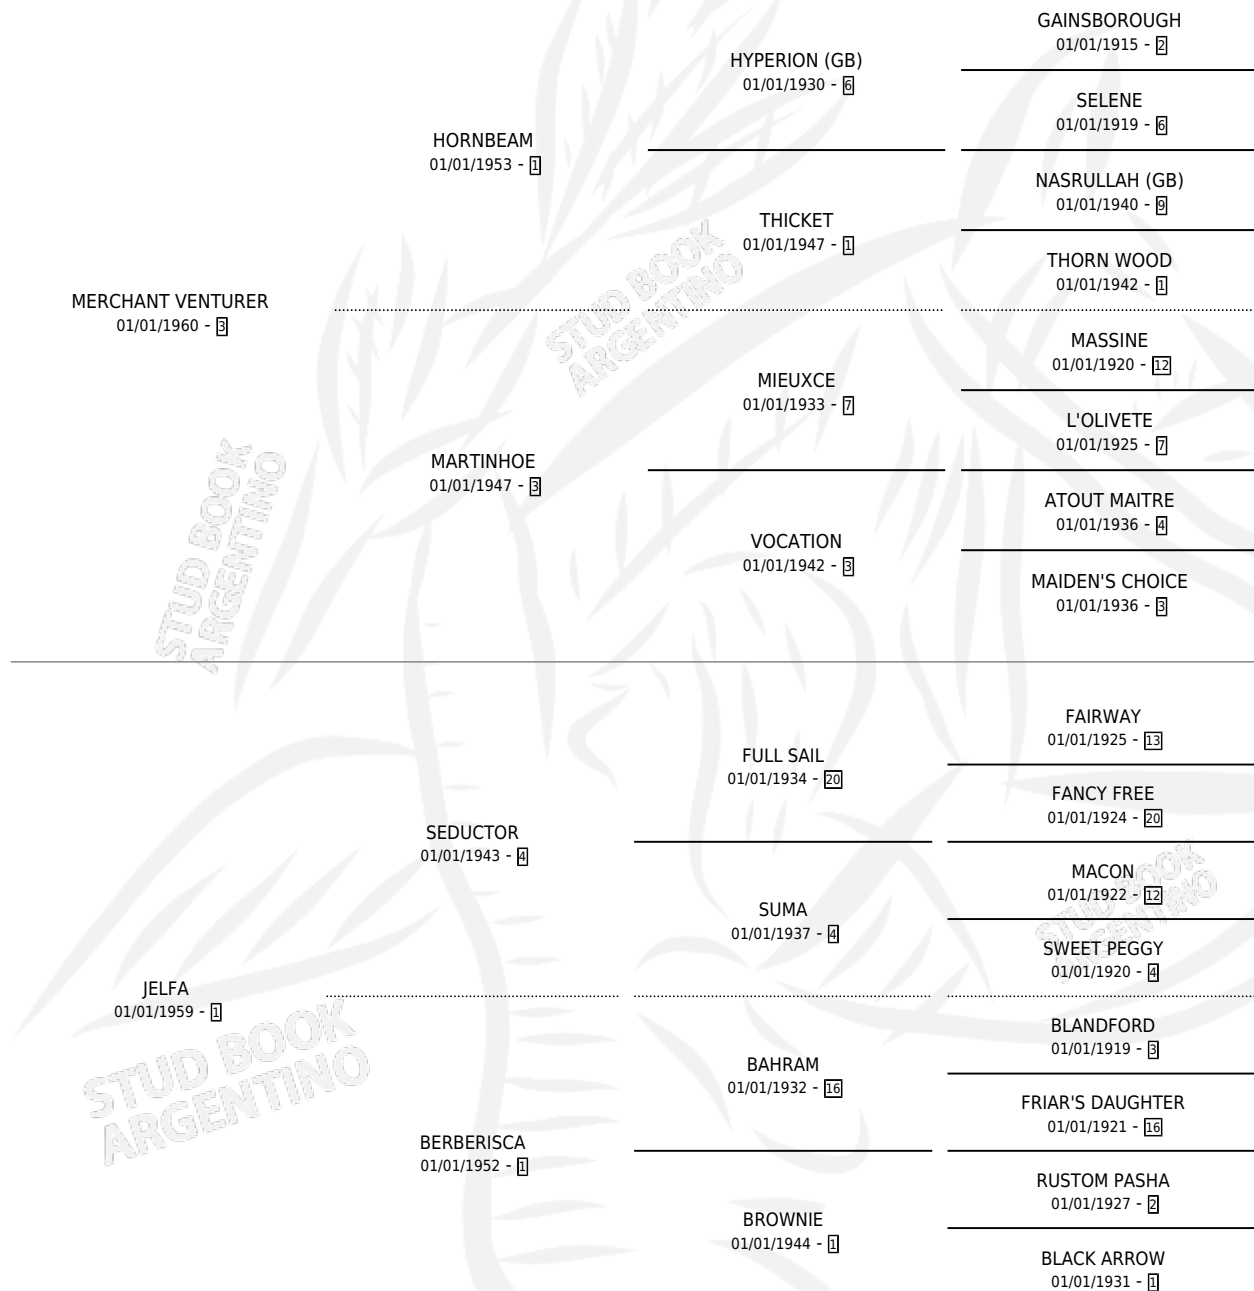 GAINSBOROUGH
01/01/1915 - 2
HYPERION (GB)
01/01/1930 - 6
SELENE
01/01/1919 - 6
HORNBEAM
01/01/1953 - 1
NASRULLAH (GB)
01/01/1940 - 9
THICKET
01/01/1947 - 1
THORN WOOD
01/01/1942 - 1
MERCHANT VENTURER
01/01/1960 - 3
STUD BOOK
ARGENTINO
MASSINE
01/01/1920 - 12
MIEUXCE
01/01/1933 - 7
L'OLIVETE
01/01/1925 - 7
MARTINHOE
01/01/1947 - 3
ATOUT MAITRE
01/01/1936 - 4
VOCATION
01/01/1942 - 3
MAIDEN'S CHOICE
01/01/1936 - 3
STUD BOOK
ARGENTINO
FAIRWAY
01/01/1925 - 13
FULL SAIL
01/01/1934 - 20
FANCY FREE
01/01/1924 - 20
SEDUCTOR
01/01/1943 - 4
MACON
01/01/1922 - 12
STUD BOOK
ARGENTINO
SUMA
01/01/1937 - 4
SWEET PEGGY
01/01/1920 - 4
JELFA
01/01/1959 - 1
BLANDFORD
01/01/1919 - 3
BAHRAM
01/01/1932 - 16
STUD BOOK
ARGENTINO
FRIAR'S DAUGHTER
01/01/1921 - 16
BERBERISCA
01/01/1952 - 1
RUSTOM PASHA
01/01/1927 - 2
BROWNIE
01/01/1944 - 1
BLACK ARROW
01/01/1931 - 1